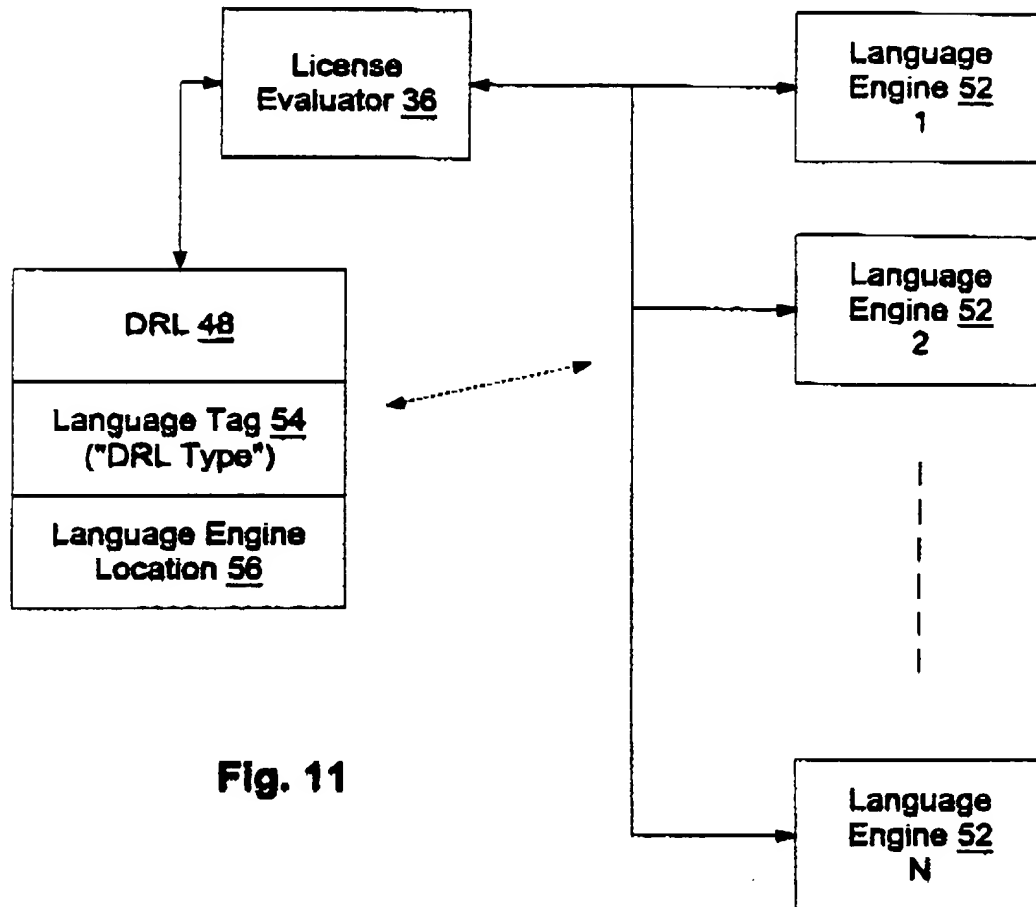 License
Evaluator 36
Language
Engine 52
1
Language
Engine 52
2
DRL 48
Language Tag 54
("DRL Type")
Language Engine
Location 56
Fig. 11
Language
Engine 52
N